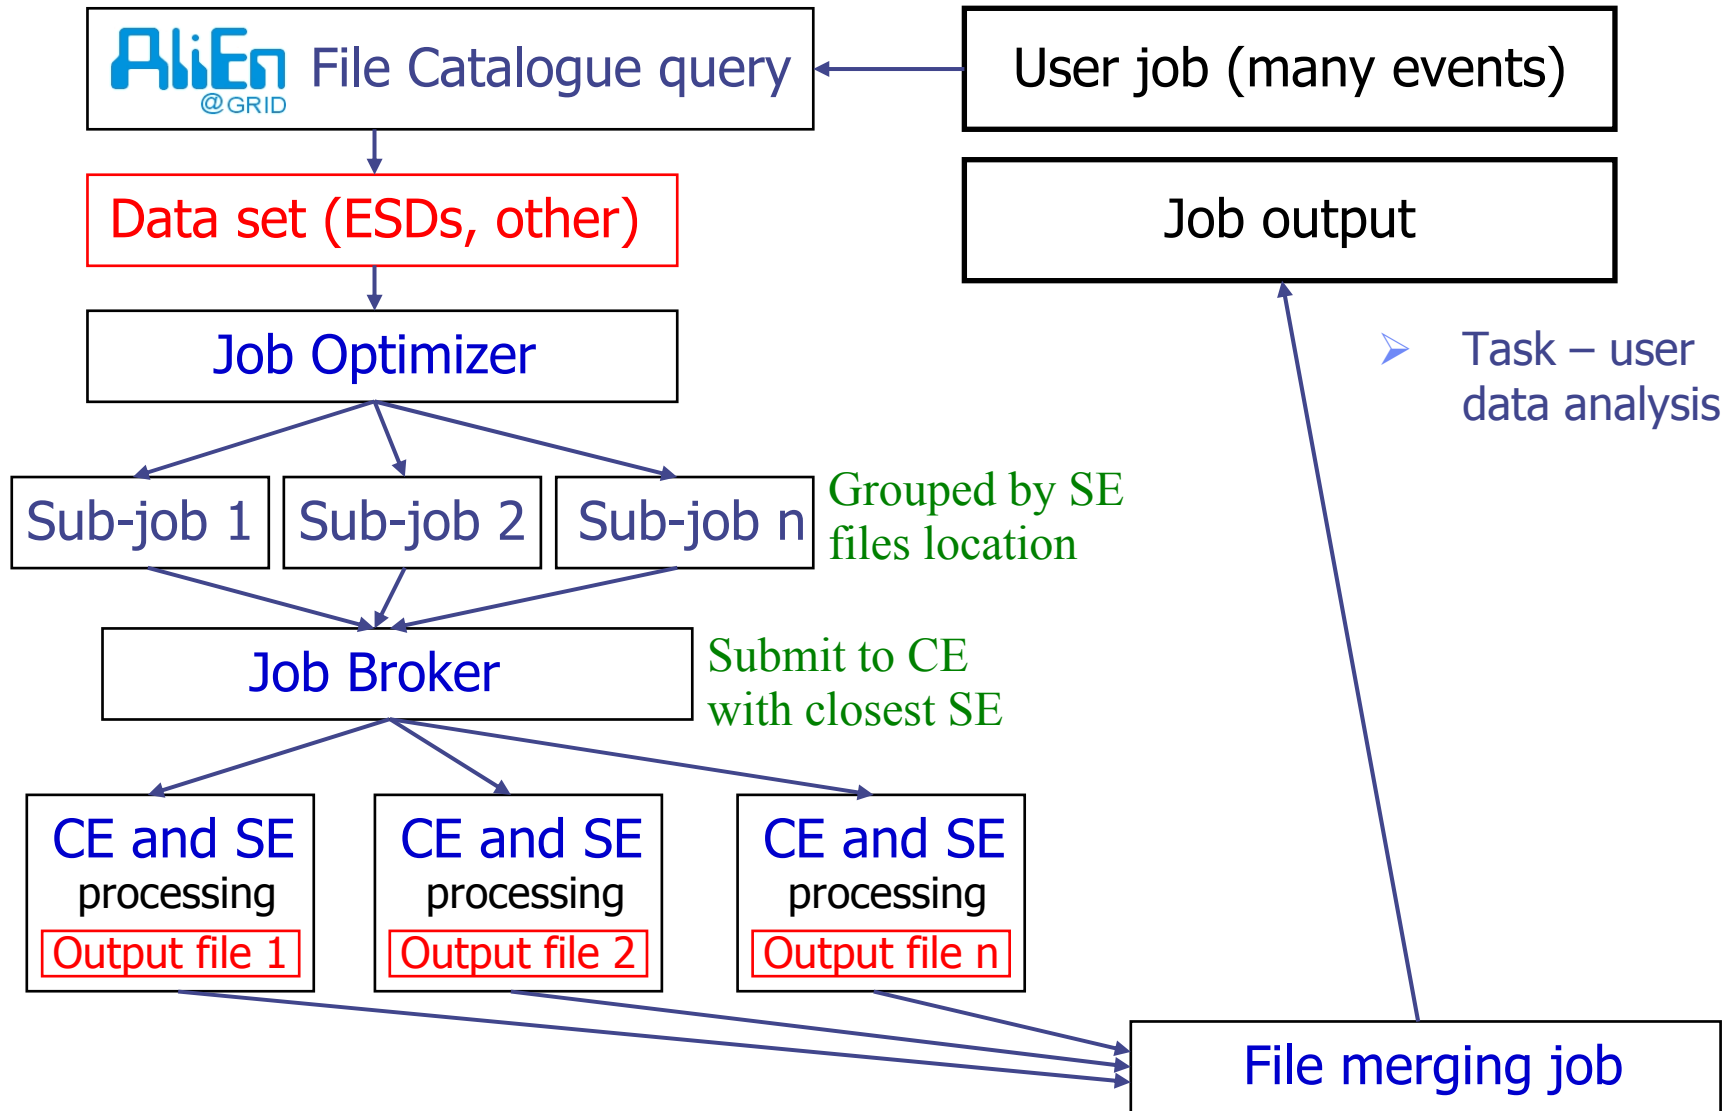 AliEn
@GRID
File Catalogue query
User job (many events)
Data set (ESDs, other)
Job output
Job Optimizer
Task – user
data analysis
Sub-job 1
Sub-job 2
Sub-job n
Grouped by SE
files location
Job Broker
Submit to CE
with closest SE
CE and SE
processing
Output file 1
CE and SE
processing
Output file 2
CE and SE
processing
Output file n
File merging job